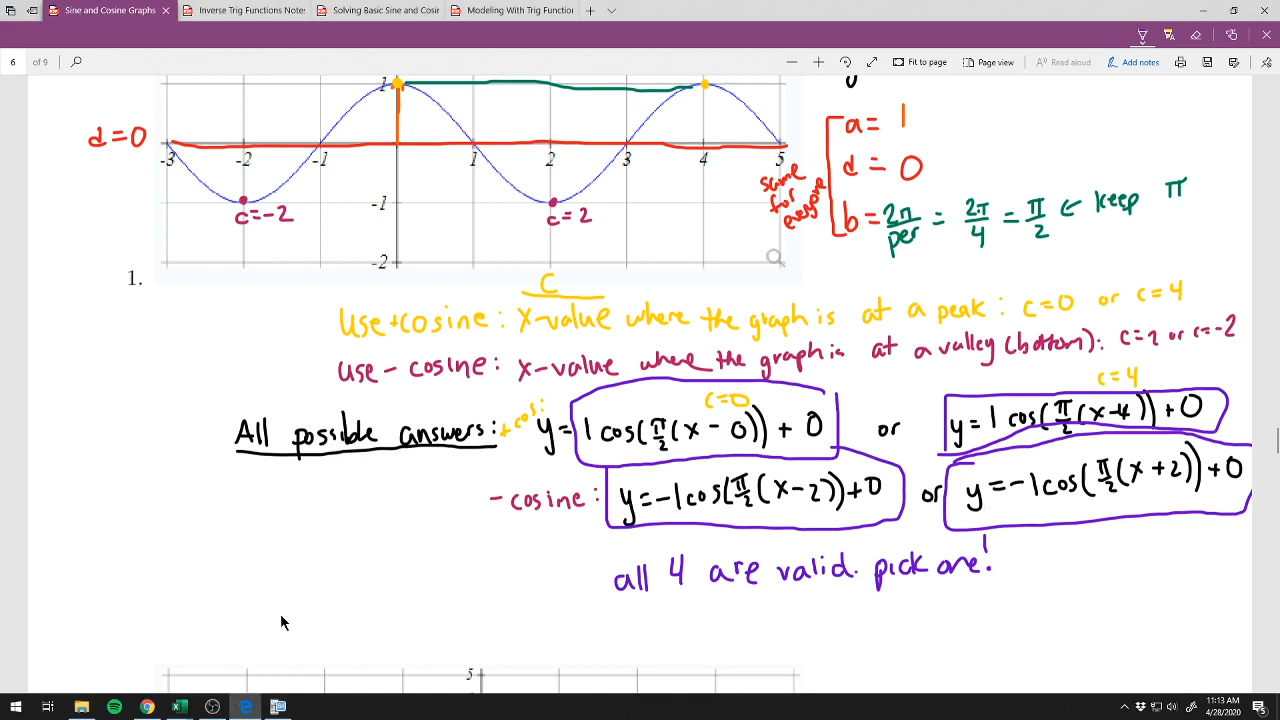 Sine and Cosine Graphs
Inverse Trig Functions Notes
Solving Basic Sine and Cosin
Modeling With Trig Function
6 of 9
Fit to page
Page view
Read aloud
Add notes
1
d=0
-3 -2 -1 1 2 3 4 5
-1
c=-2
c=2
-2
a= 1
d = 0
same for everyone
b = 2π/per = 2π/4 = π/2 ← keep π
1.
C
Use + cosine: x-value where the graph is at a peak: c=0 or c=4
use - cosine: x-value where the graph is at a valley (bottom): c=2 or c=-2
c=0
c=4
All possible answers: + cos: y= 1 cos(π/2(x - 0)) + 0 or y=1 cos(π/2(x-4)) +0
- cosine: y=-1cos(π/2(x-2))+0 or y=-1cos(π/2(x+2))+0
all 4 are valid. pick one!
5
11:13 AM
4/28/2020
5